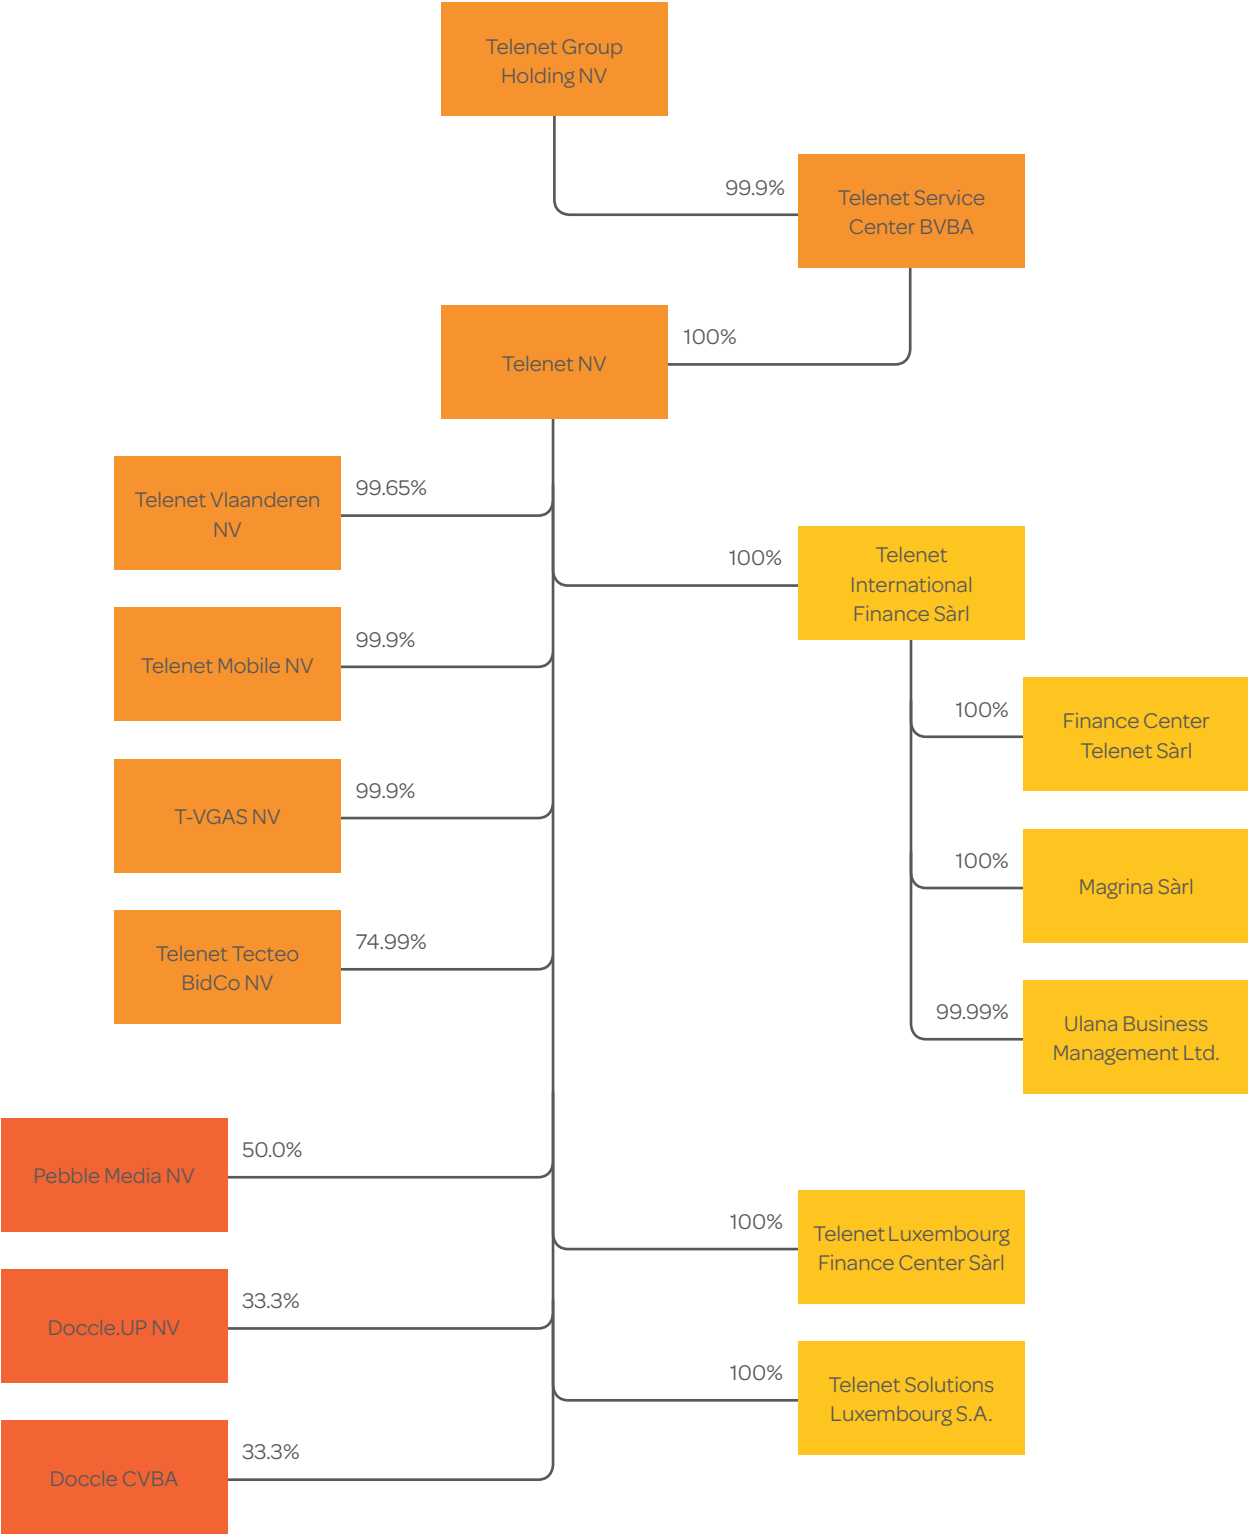 Telenet Group
Holding NV
99.9%
Telenet Service
Center BVBA
100%
Telenet NV
99.65%
Telenet Vlaanderen
NV
100%
Telenet
International
Finance Sàrl
99.9%
Telenet Mobile NV
100%
Finance Center
Telenet Sàrl
99.9%
T-VGAS NV
100%
Magrina Sàrl
74.99%
Telenet Tecteo
BidCo NV
99.99%
Ulana Business
Management Ltd.
50.0%
Pebble Media NV
100%
Telenet Luxembourg
Finance Center Sàrl
33.3%
Doccle.UP NV
100%
Telenet Solutions
Luxembourg S.A.
33.3%
Doccle CVBA